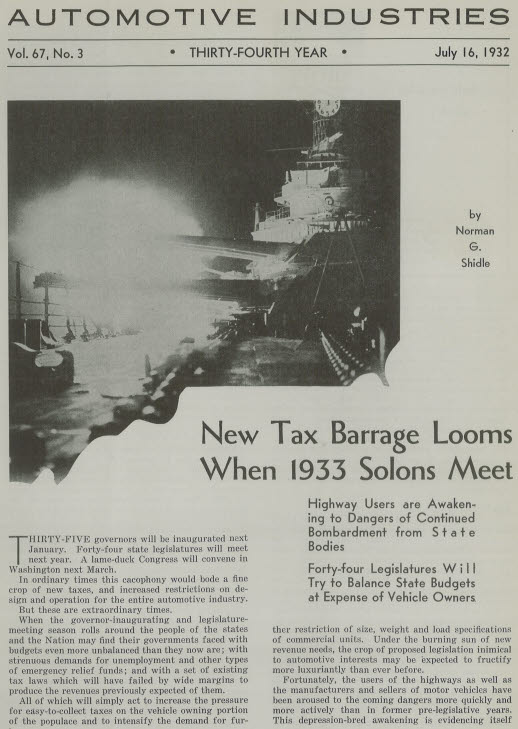 AUTOMOTIVE INDUSTRIES
Vol. 67, No. 3 • THIRTY-FOURTH YEAR • July 16, 1932
by
Norman
G.
Shidle
New Tax Barrage Looms
When 1933 Solons Meet
Highway Users are Awaken-
ing to Dangers of Continued
Bombardment from State
Bodies
Forty-four Legislatures Will
Try to Balance State Budgets
at Expense of Vehicle Owners
THIRTY-FIVE governors will be inaugurated next
January. Forty-four state legislatures will meet
next year. A lame-duck Congress will convene in
Washington next March.
In ordinary times this cacophony would bode a fine
crop of new taxes, and increased restrictions on de-
sign and operation for the entire automotive industry.
But these are extraordinary times.
When the governor-inaugurating and legislature-
meeting season rolls around the people of the states
and the Nation may find their governments faced with
budgets even more unbalanced than they now are; with
strenuous demands for unemployment and other types
of emergency relief funds; and with a set of existing
tax laws which will have failed by wide margins to
produce the revenues previously expected of them.
All of which will simply act to increase the pressure
for easy-to-collect taxes on the vehicle owning portion
of the populace and to intensify the demand for fur-
ther restriction of size, weight and load specifications
of commercial units. Under the burning sun of new
revenue needs, the crop of proposed legislation inimical
to automotive interests may be expected to fructify
more luxuriantly than ever before.
Fortunately, the users of the highways as well as
the manufacturers and sellers of motor vehicles have
been aroused to the coming dangers more quickly and
more actively than in former pre-legislative years.
This depression-bred awakening is evidencing itself